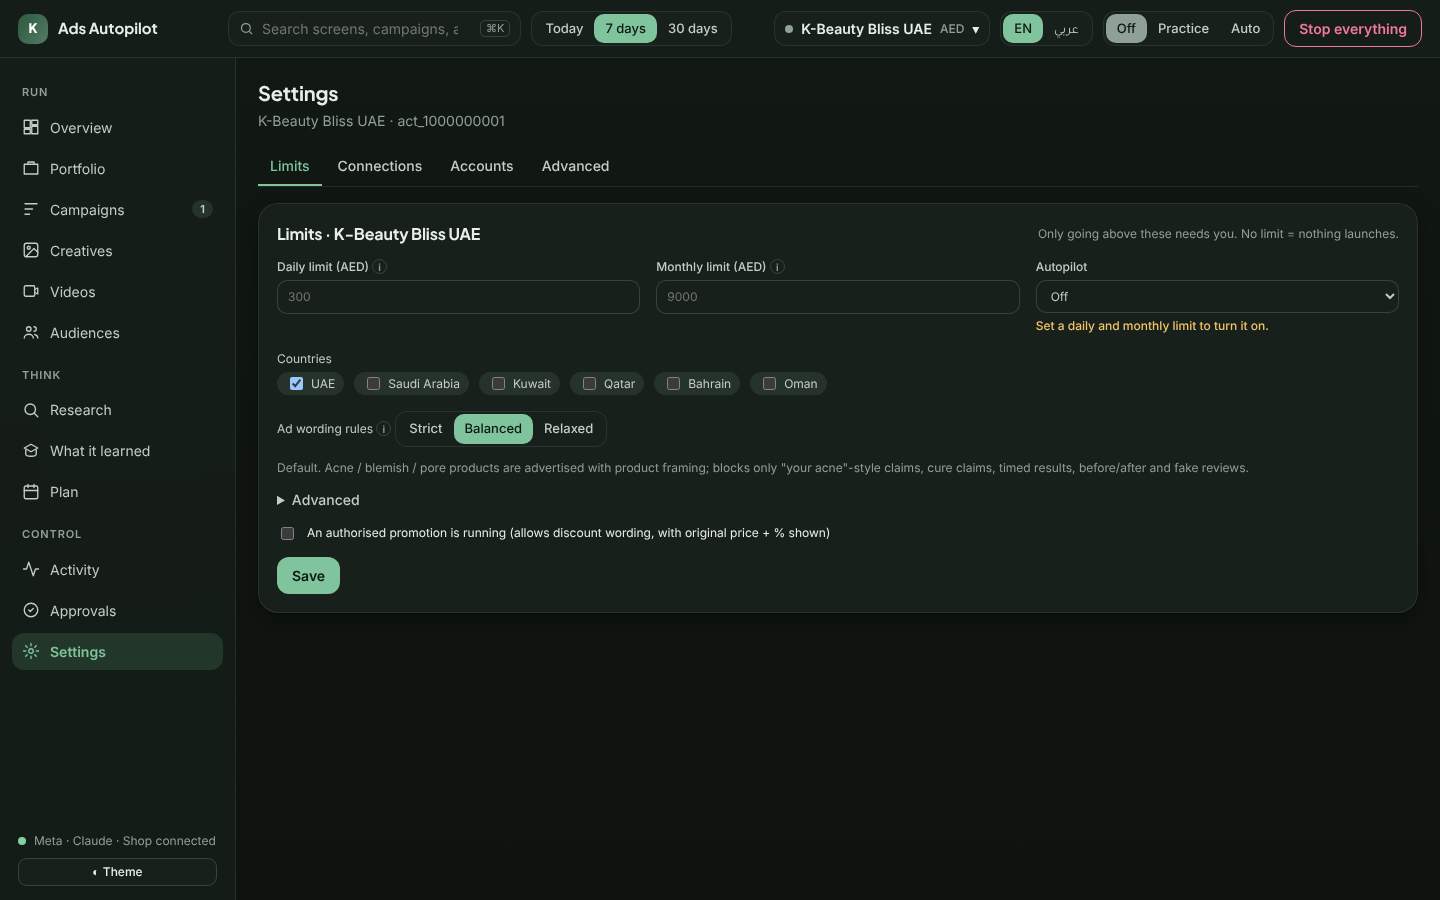 K Ads Autopilot
Search screens, campaigns, a ⌘K
Today 7 days 30 days
K-Beauty Bliss UAE AED ▾
EN عربي
Off Practice Auto
Stop everything
RUN
Overview
Portfolio
Campaigns 1
Creatives
Videos
Audiences
THINK
Research
What it learned
Plan
CONTROL
Activity
Approvals
Settings
Meta · Claude · Shop connected
Theme
Settings
K-Beauty Bliss UAE · act_1000000001
Limits Connections Accounts Advanced
Limits · K-Beauty Bliss UAE
Only going above these needs you. No limit = nothing launches.
Daily limit (AED) i Monthly limit (AED) i Autopilot
300 9000 Off
Set a daily and monthly limit to turn it on.
Countries
UAE Saudi Arabia Kuwait Qatar Bahrain Oman
Ad wording rules i Strict Balanced Relaxed
Default. Acne / blemish / pore products are advertised with product framing; blocks only "your acne"-style claims, cure claims, timed results, before/after and fake reviews.
▶ Advanced
An authorised promotion is running (allows discount wording, with original price + % shown)
Save